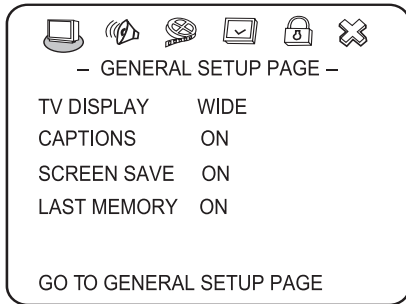 – GENERAL SETUP PAGE –
TV DISPLAY WIDE
CAPTIONS ON
SCREEN SAVE ON
LAST MEMORY ON
GO TO GENERAL SETUP PAGE